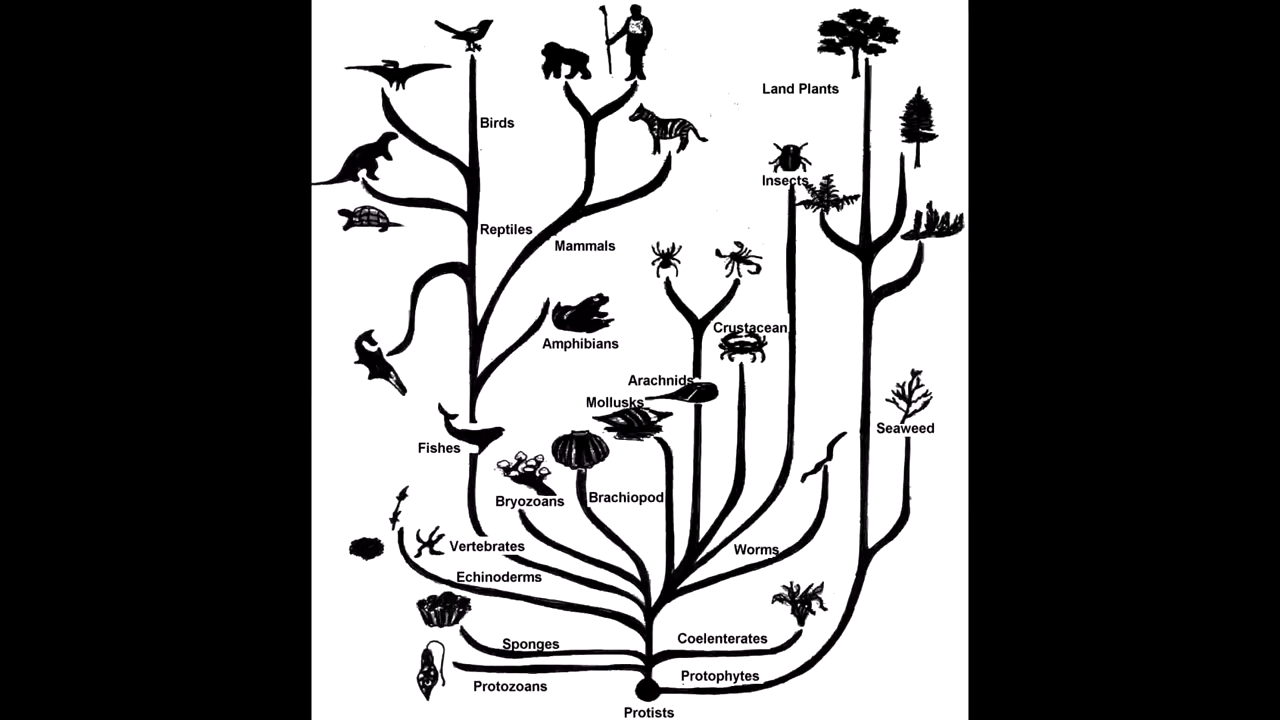 Land Plants
Birds
Insects
Reptiles
Mammals
Crustacean
Amphibians
Arachnids
Mollusks
Seaweed
Fishes
Bryozoans
Brachiopod
Vertebrates
Worms
Echinoderms
Sponges
Coelenterates
Protozoans
Protophytes
Protists